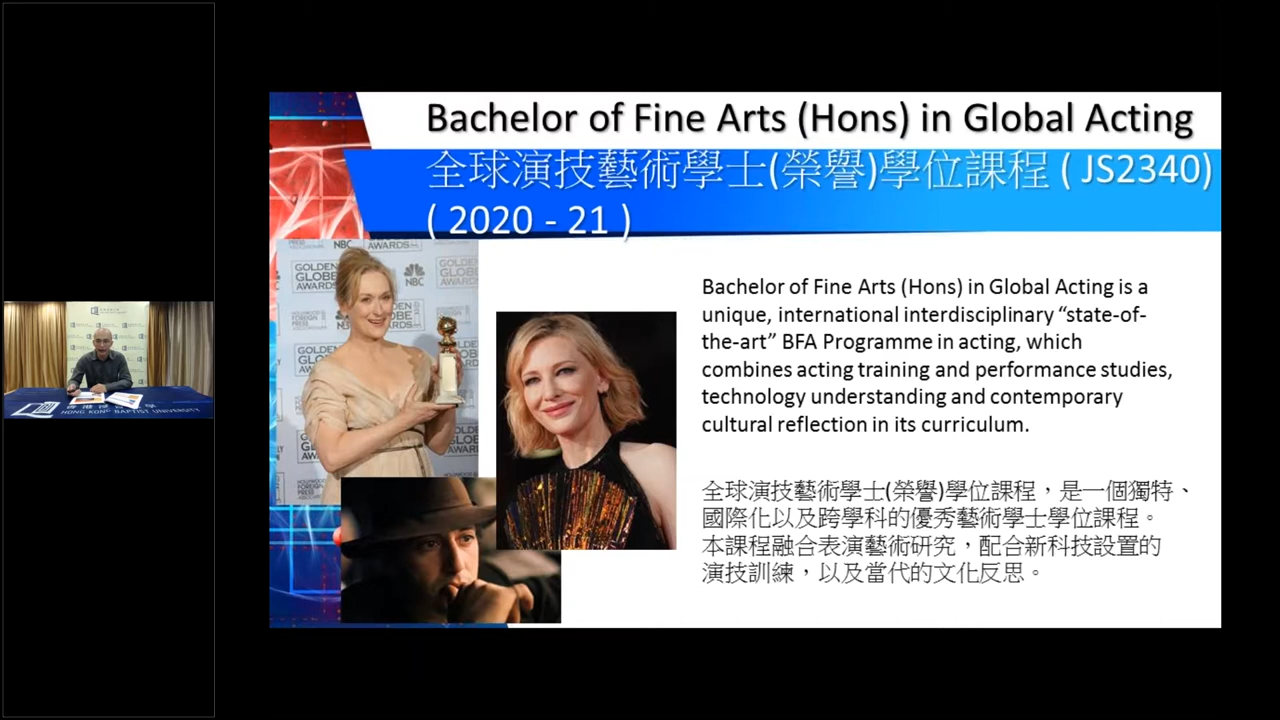 Bachelor of Fine Arts (Hons) in Global Acting
全球演技藝術學士(榮譽)學位課程 ( JS2340)
( 2020 - 21 )
NBC
AWARDS
GOLDEN
GLOBE
AWARDS
NBC
HOLLYWOOD
FOREIGN
PRESS
Bachelor of Fine Arts (Hons) in Global Acting is a
unique, international interdisciplinary “state-of-
the-art” BFA Programme in acting, which
combines acting training and performance studies,
technology understanding and contemporary
cultural reflection in its curriculum.
全球演技藝術學士(榮譽)學位課程，是一個獨特、
國際化以及跨學科的優秀藝術學士學位課程。
本課程融合表演藝術研究，配合新科技設置的
演技訓練，以及當代的文化反思。
HONG KONG BAPTIST UNIVERSITY